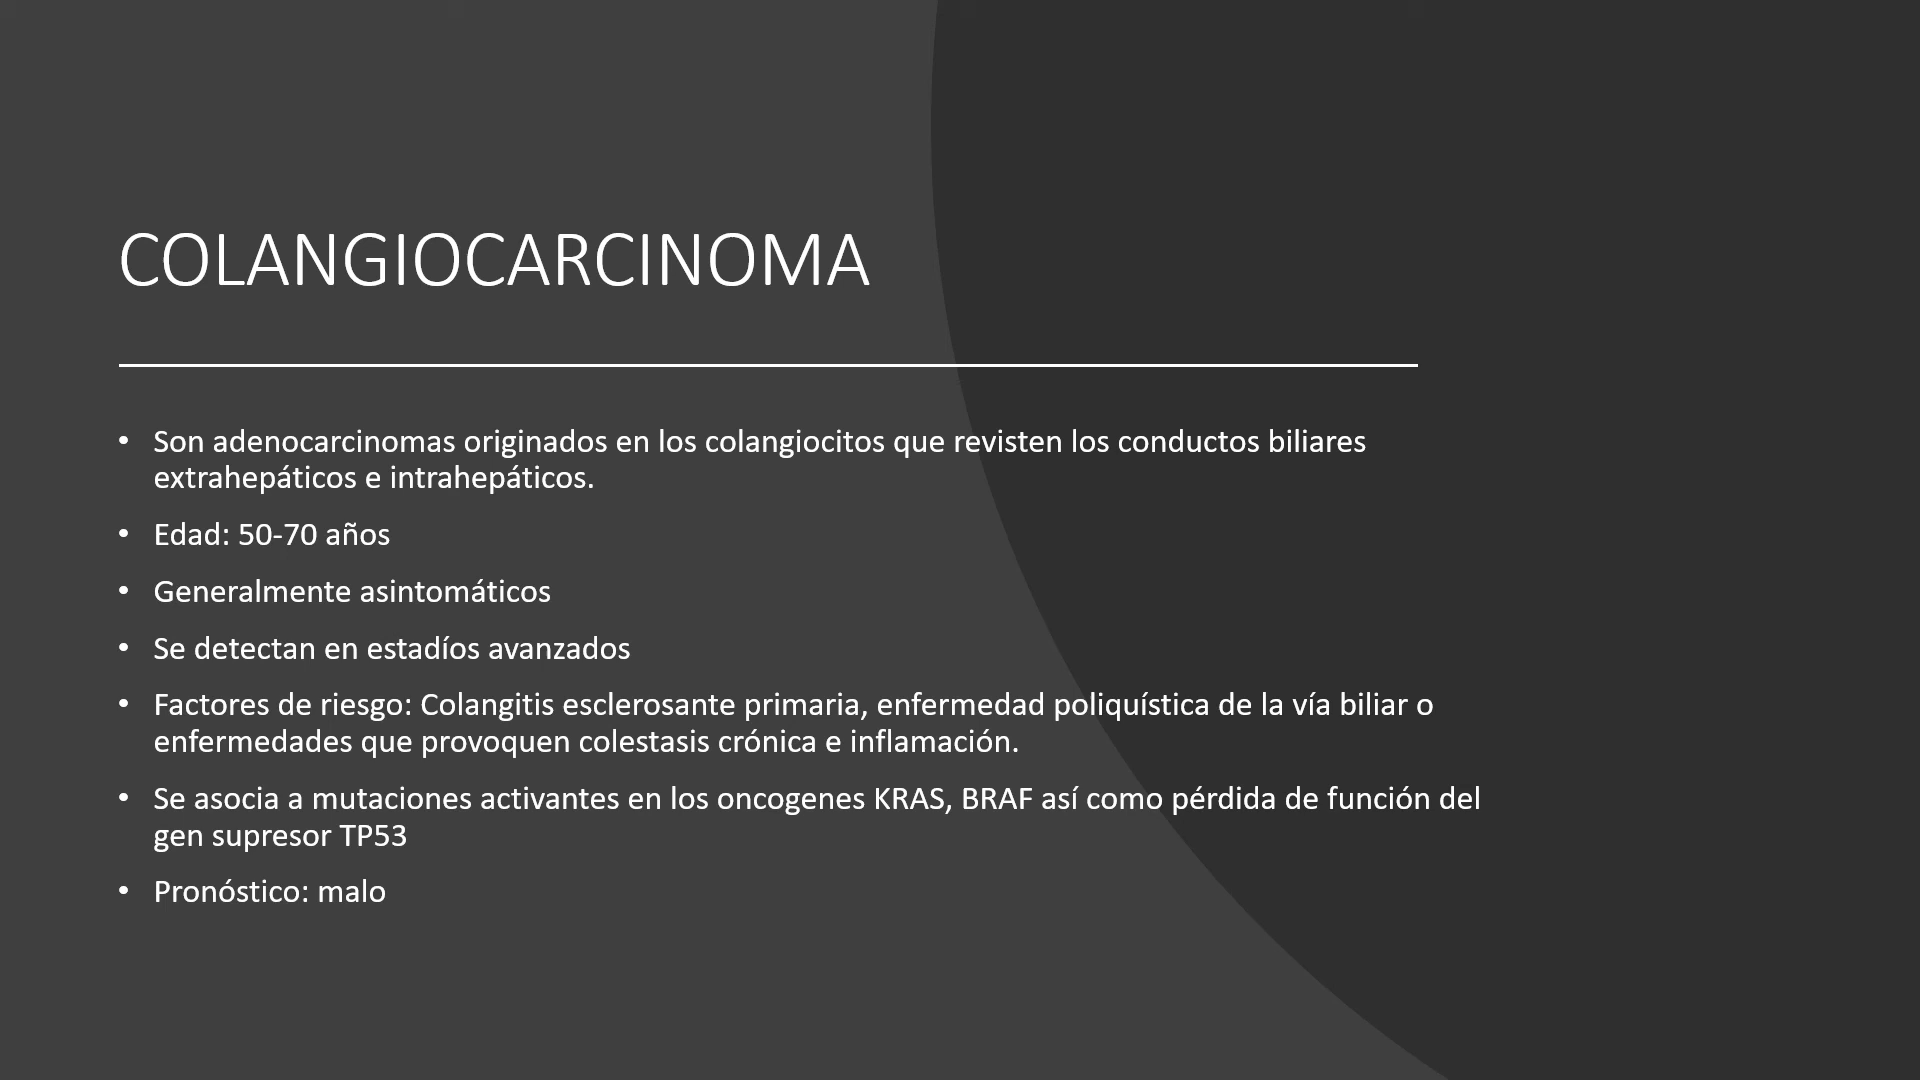 COLANGIOCARCINOMA
• Son adenocarcinomas originados en los colangiocitos que revisten los conductos biliares
extrahepáticos e intrahepáticos.
• Edad: 50-70 años
• Generalmente asintomáticos
• Se detectan en estadíos avanzados
• Factores de riesgo: Colangitis esclerosante primaria, enfermedad poliquística de la vía biliar o
enfermedades que provoquen colestasis crónica e inflamación.
• Se asocia a mutaciones activantes en los oncogenes KRAS, BRAF así como pérdida de función del
gen supresor TP53
• Pronóstico: malo